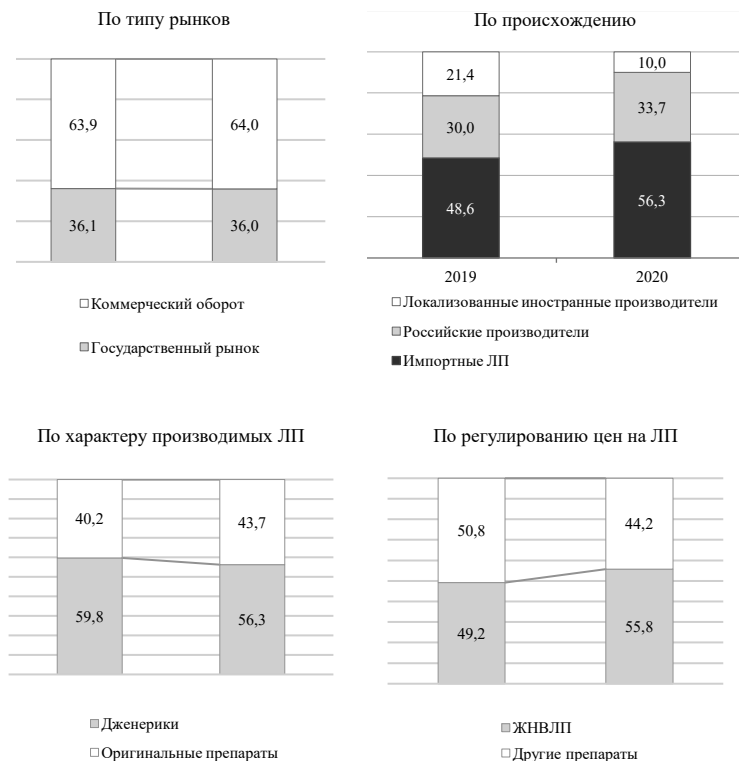 По типу рынков
63,9
64,0
36,1
36,0
Коммерческий оборот
Государственный рынок
По происхождению
21,4
10,0
30,0
33,7
48,6
56,3
2019
2020
Локализованные иностранные производители
Российские производители
Импортные ЛП
По характеру производимых ЛП
40,2
43,7
59,8
56,3
Дженерики
Оригинальные препараты
По регулированию цен на ЛП
50,8
44,2
49,2
55,8
ЖНВЛП
Другие препараты